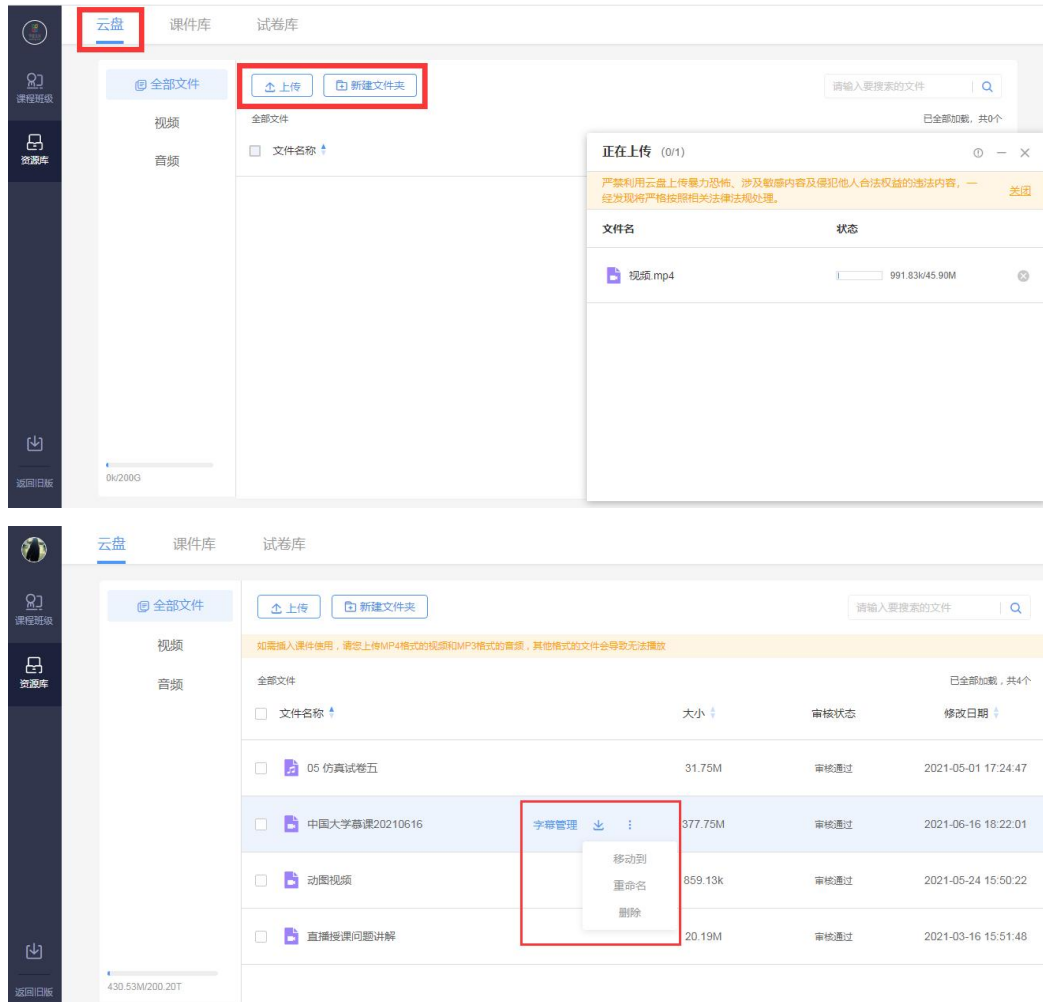 云盘 课件库 试卷库
课程班级
资源库
返回旧版
全部文件
视频
音频
0k/200G
上传 新建文件夹
请输入要搜索的文件
全部文件
已全部加载，共0个
文件名称
正在上传 (0/1)
严禁利用云盘上传暴力恐怖、涉及敏感内容及侵犯他人合法权益的违法内容，一
经发现将严格按照相关法律法规处理。
关闭
文件名 状态
视频.mp4 991.83k/45.90M
云盘 课件库 试卷库
课程班级
资源库
返回旧版
全部文件
视频
音频
430.53M/200.20T
上传 新建文件夹
请输入要搜索的文件
如需插入课件使用，请您上传MP4格式的视频和MP3格式的音频，其他格式的文件会导致无法播放
全部文件
已全部加载，共4个
文件名称 大小 审核状态 修改日期
05 仿真试卷五 31.75M 审核通过 2021-05-01 17:24:47
中国大学慕课20210616 字幕管理 377.75M 审核通过 2021-06-16 18:22:01
移动到
重命名
删除
动图视频 859.13k 审核通过 2021-05-24 15:50:22
直播授课问题讲解 20.19M 审核通过 2021-03-16 15:51:48